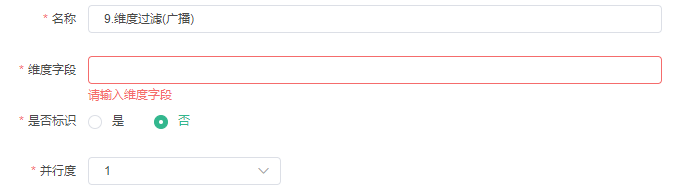 * 名称 9.维度过滤(广播)
* 维度字段
请输入维度字段
* 是否标识 是 否
* 并行度 1